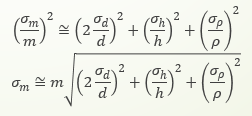 (σ_m/m)² ≅ (2 σ_d/d)² + (σ_h/h)² + (σ_ρ/ρ)²
σ_m ≅ m √((2 σ_d/d)² + (σ_h/h)² + (σ_ρ/ρ)²)